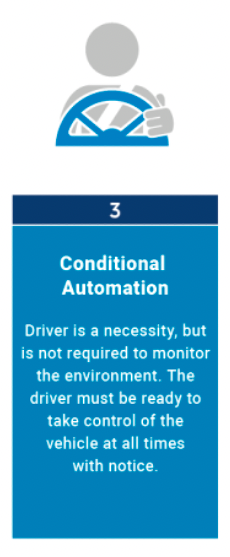 3
Conditional
Automation
Driver is a necessity, but
is not required to monitor
the environment. The
driver must be ready to
take control of the
vehicle at all times
with notice.